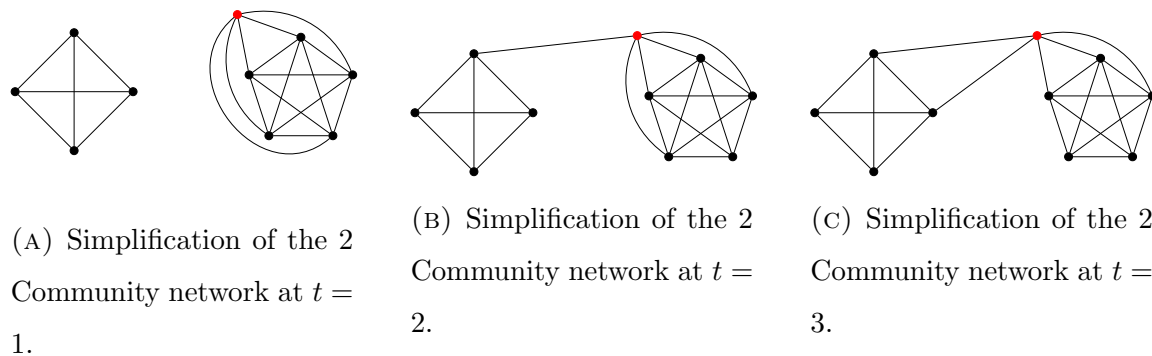 (A) Simplification of the 2
Community network at t =
1.
(B) Simplification of the 2
Community network at t =
2.
(C) Simplification of the 2
Community network at t =
3.